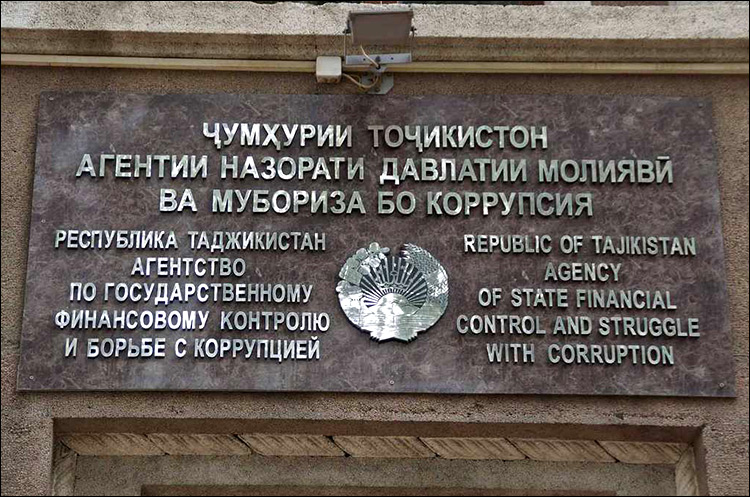 ҶУМҲУРИИ ТОҶИКИСТОН
АГЕНТИИ НАЗОРАТИ ДАВЛАТИИ МОЛИЯВӢ
ВА МУБОРИЗА БО КОРРУПСИЯ
РЕСПУБЛИКА ТАДЖИКИСТАН
АГЕНТСТВО
ПО ГОСУДАРСТВЕННОМУ
ФИНАНСОВОМУ КОНТРОЛЮ
И БОРЬБЕ С КОРРУПЦИЕЙ
REPUBLIC OF TAJIKISTAN
AGENCY
OF STATE FINANCIAL
CONTROL AND STRUGGLE
WITH CORRUPTION